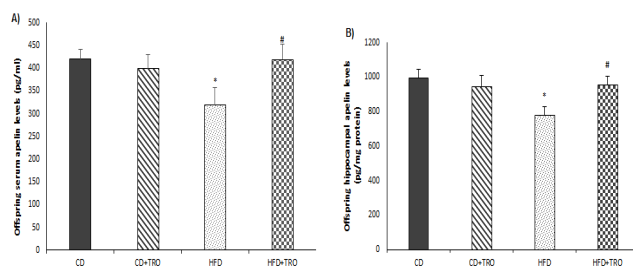 A)
Offspring serum apelin levels (pg/ml)
500
450
400
350
300
250
200
150
100
50
0
*
#
CD
CD+TRO
HFD
HFD+TRO
B)
Offspring hippocampal apelin levels
(pg/mg protein)
1200
1000
800
600
400
200
0
*
#
CD
CD+TRO
HFD
HFD+TRO